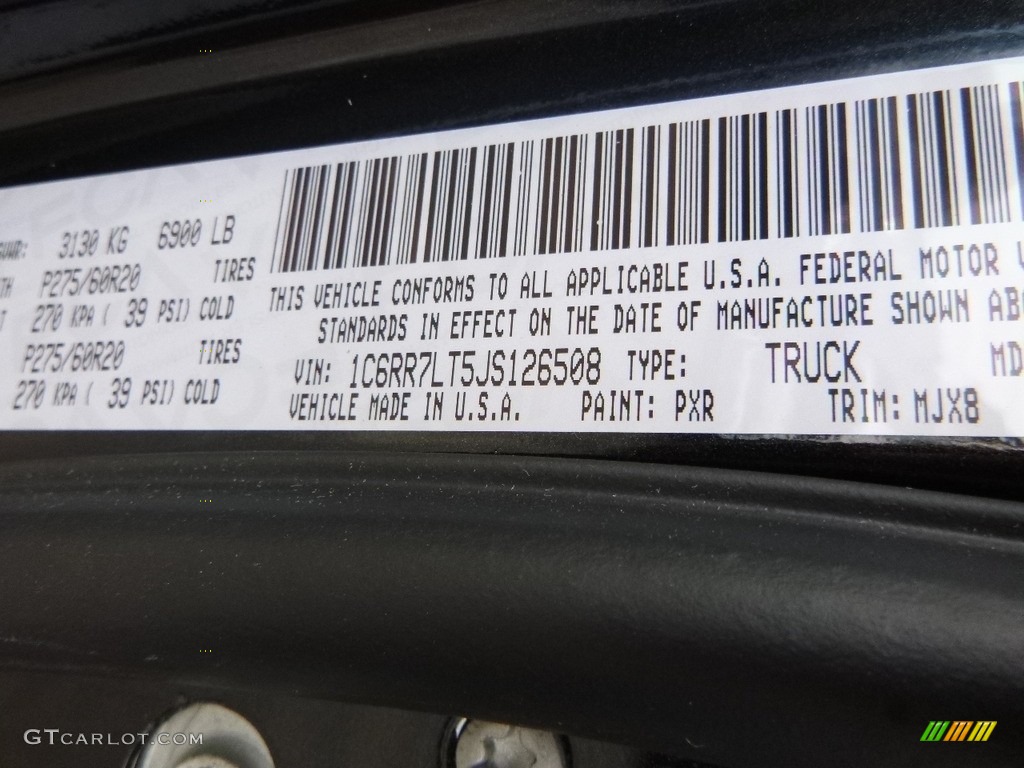 GVWR: 3130 KG 6900 LB
P275/60R20 TIRES
270 KPA ( 39 PSI) COLD
P275/60R20 TIRES
270 KPA ( 39 PSI) COLD
THIS VEHICLE CONFORMS TO ALL APPLICABLE U.S.A. FEDERAL MOTOR
STANDARDS IN EFFECT ON THE DATE OF MANUFACTURE SHOWN AB
VIN: 1C6RR7LT5JS126508 TYPE: TRUCK MD
VEHICLE MADE IN U.S.A. PAINT: PXR TRIM: MJX8
GTcarlot.com